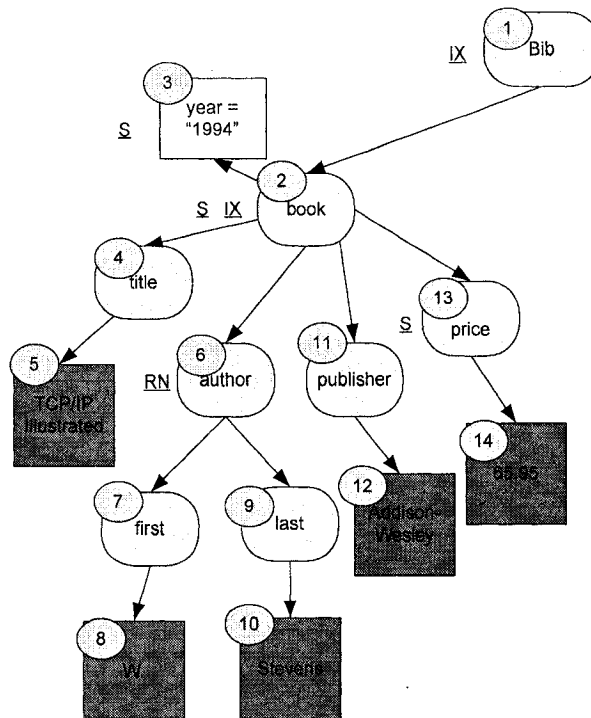 1
IX
Bib
3
year =
"1994"
S
2
S IX
book
4
title
13
S
price
5
TCP/IP
Illustrated
6
RN
author
11
publisher
14
65.95
7
first
9
last
12
Addison-
Wesley
8
W
10
Stevens